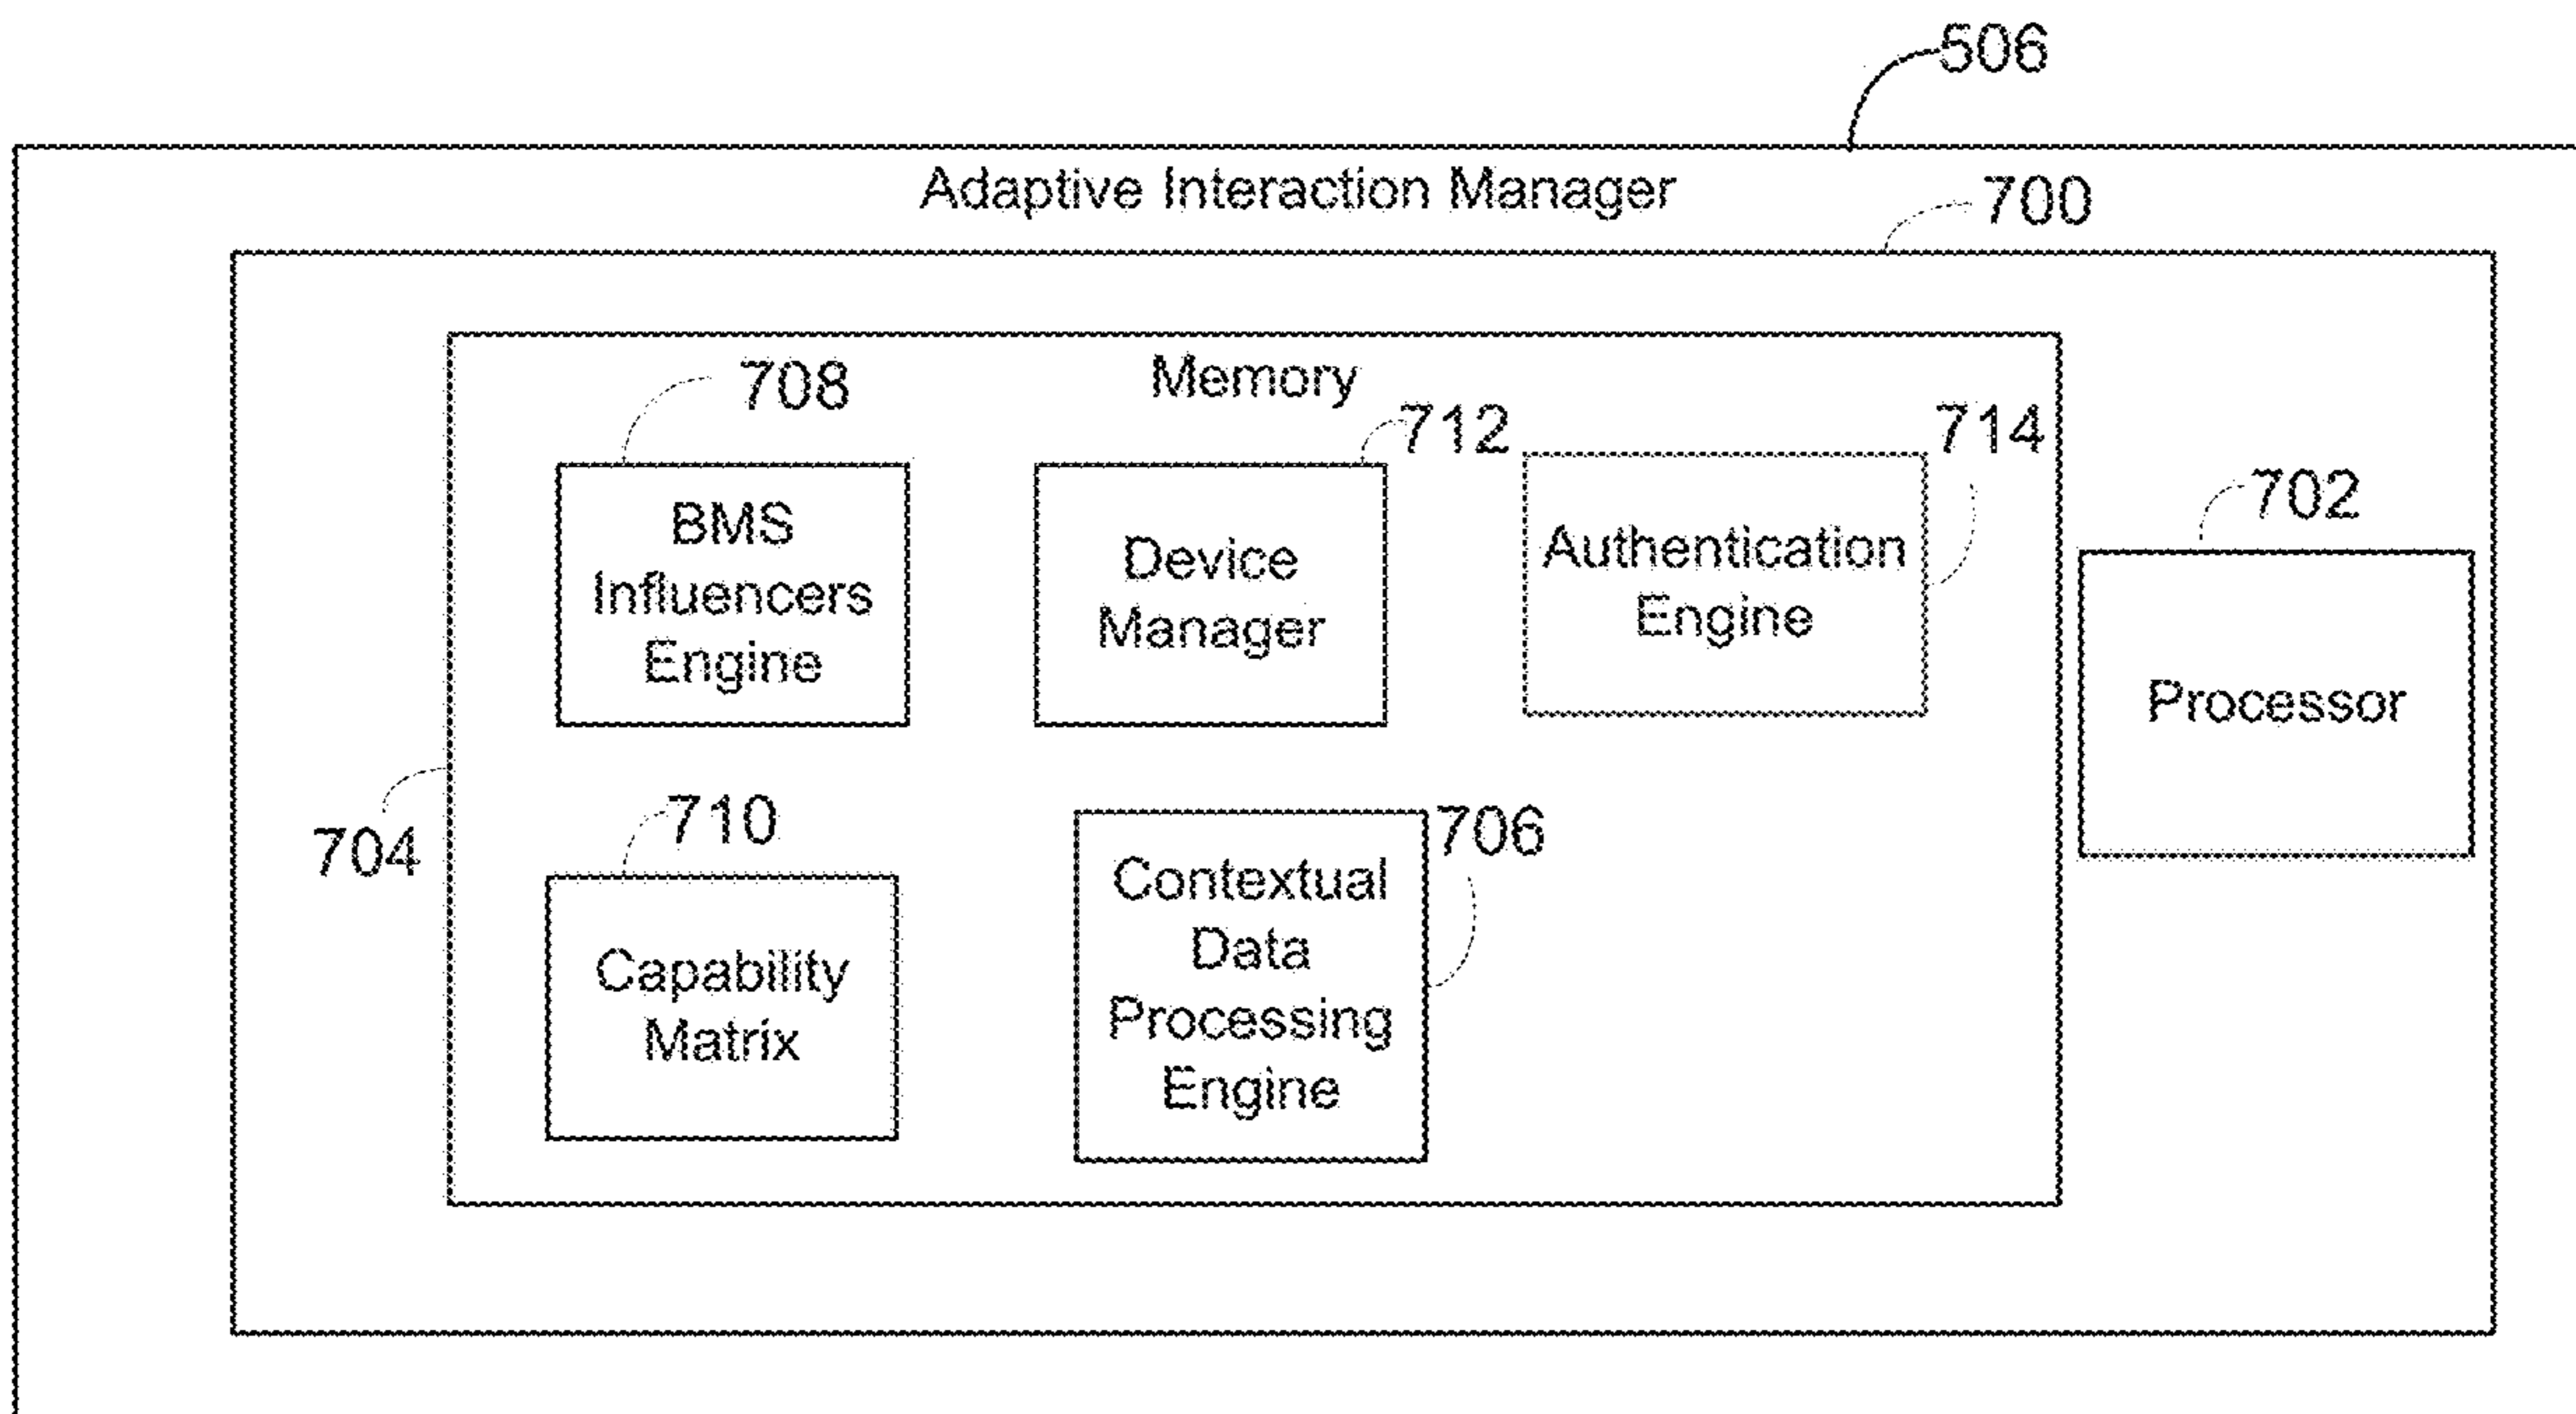 506
Adaptive Interaction Manager
700
Memory
708
712
714
702
BMS
Influencers
Engine
Device
Manager
Authentication
Engine
Processor
704
710
706
Capability
Matrix
Contextual
Data
Processing
Engine